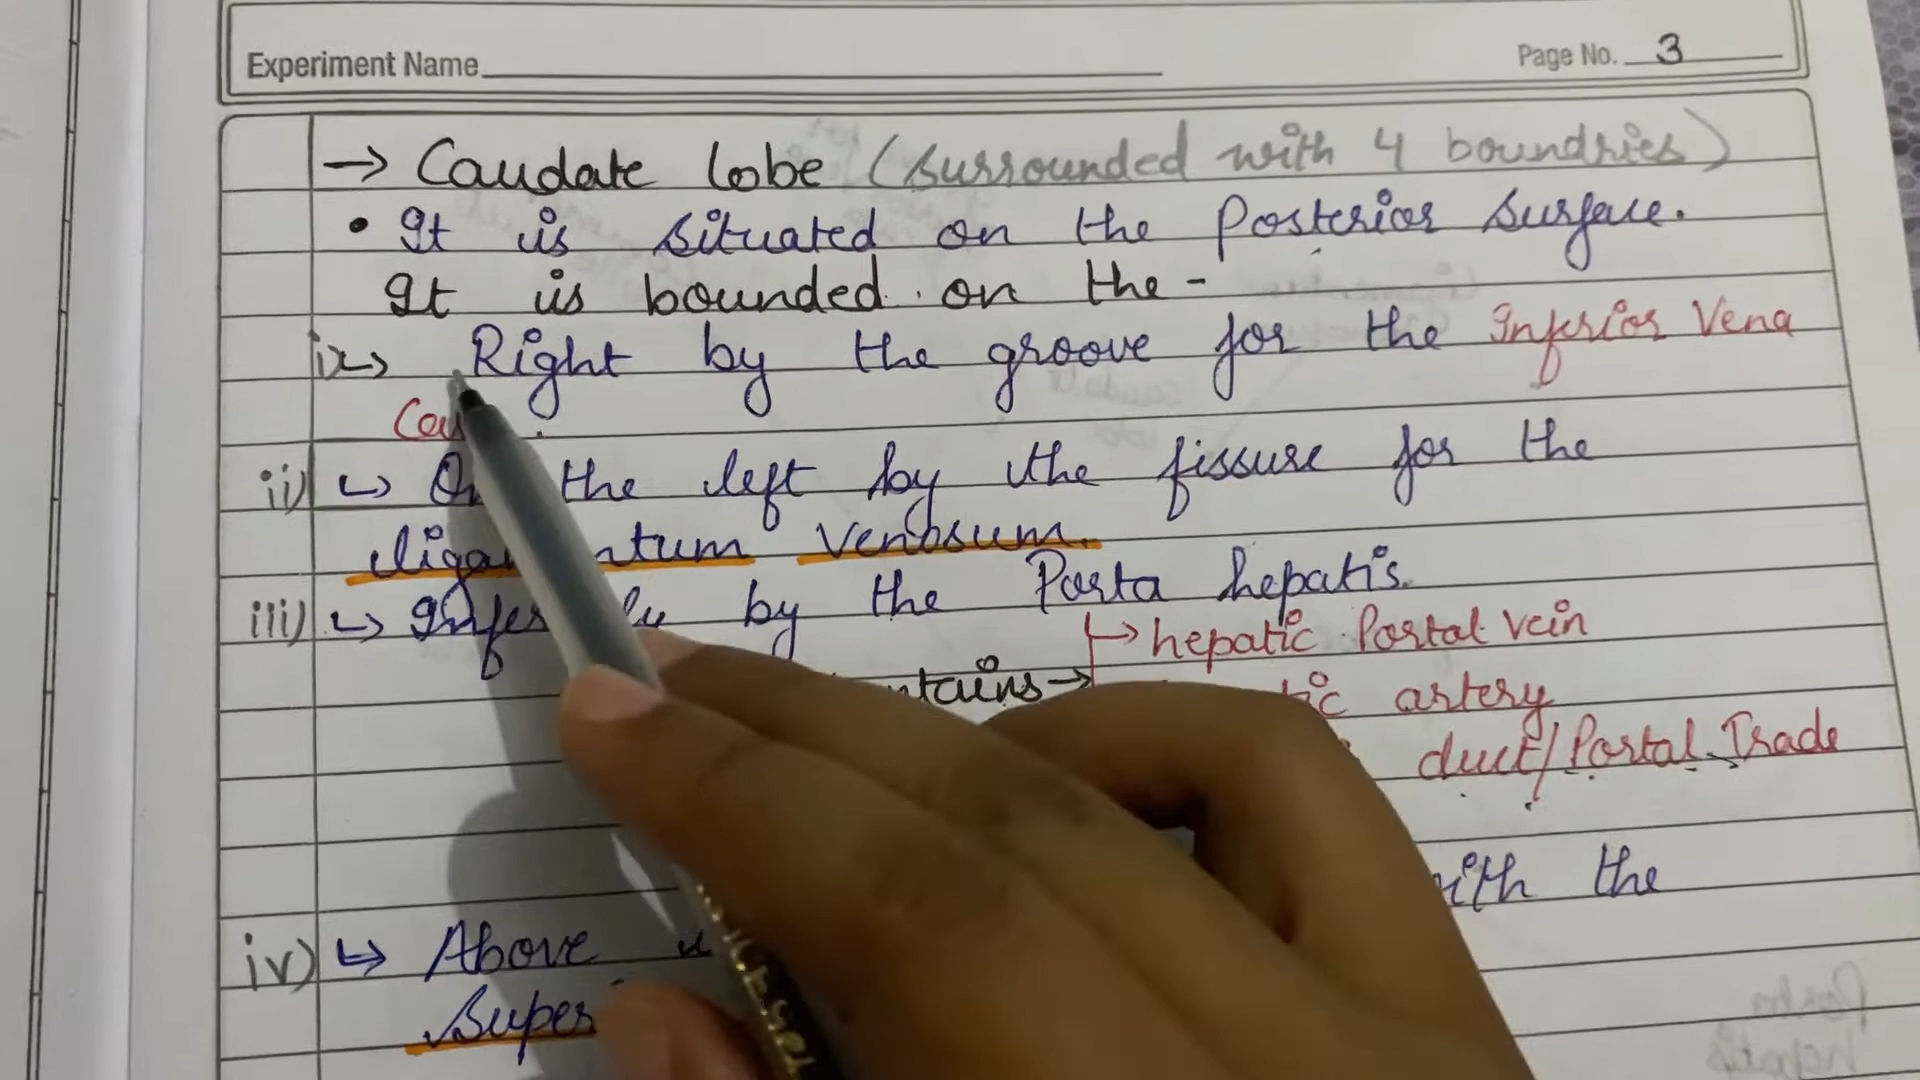 Experiment Name
Page No. 3
→ Caudate lobe (surrounded with 4 boundries)
• It is situated on the Posterior surface.
It is bounded on the -
Right by the groove for the Inferior Vena
ii) ↳ the left by the fissure for the
venosum.
iii) ↳ by the Porta hepatis.
↳ hepatic Portal vein
artery
duct/Portal Trade
the
iv) ↳ Above